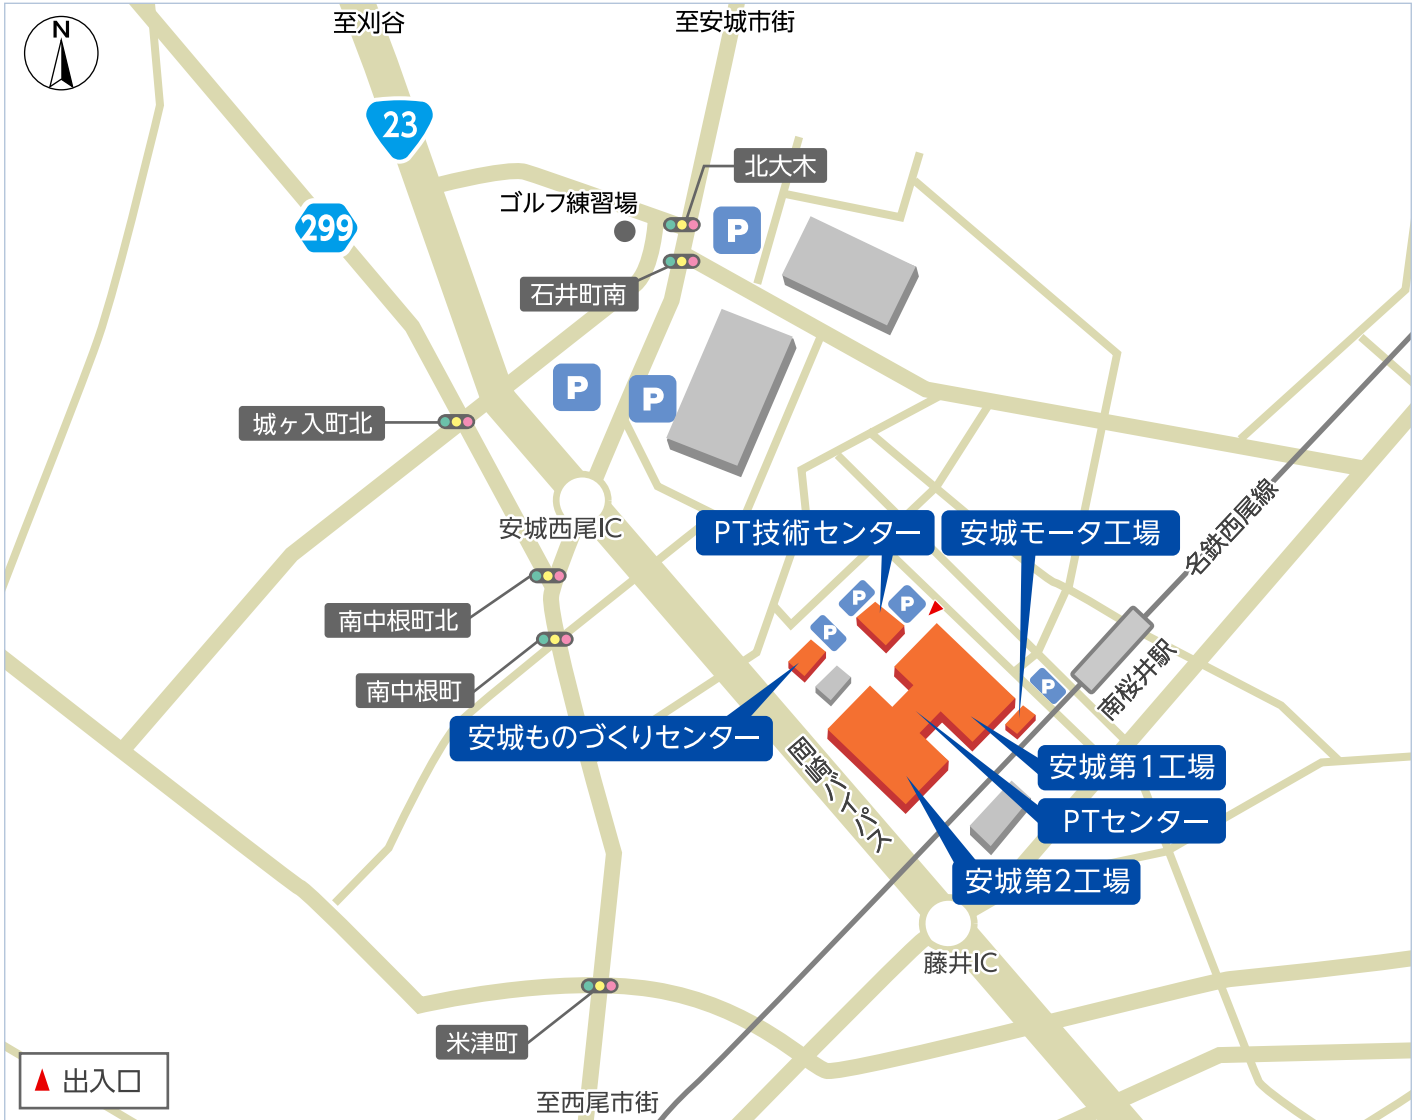 N
至刈谷
至安城市街
23
北大木
ゴルフ練習場
299
P
石井町南
P
P
城ヶ入町北
名鉄西尾線
安城西尾IC
PT技術センター
安城モータ工場
南中根町北
P
P
P
南中根町
P
南桜井駅
安城ものづくりセンター
岡崎バイパス
安城第1工場
PTセンター
安城第2工場
藤井IC
米津町
出入口
至西尾市街